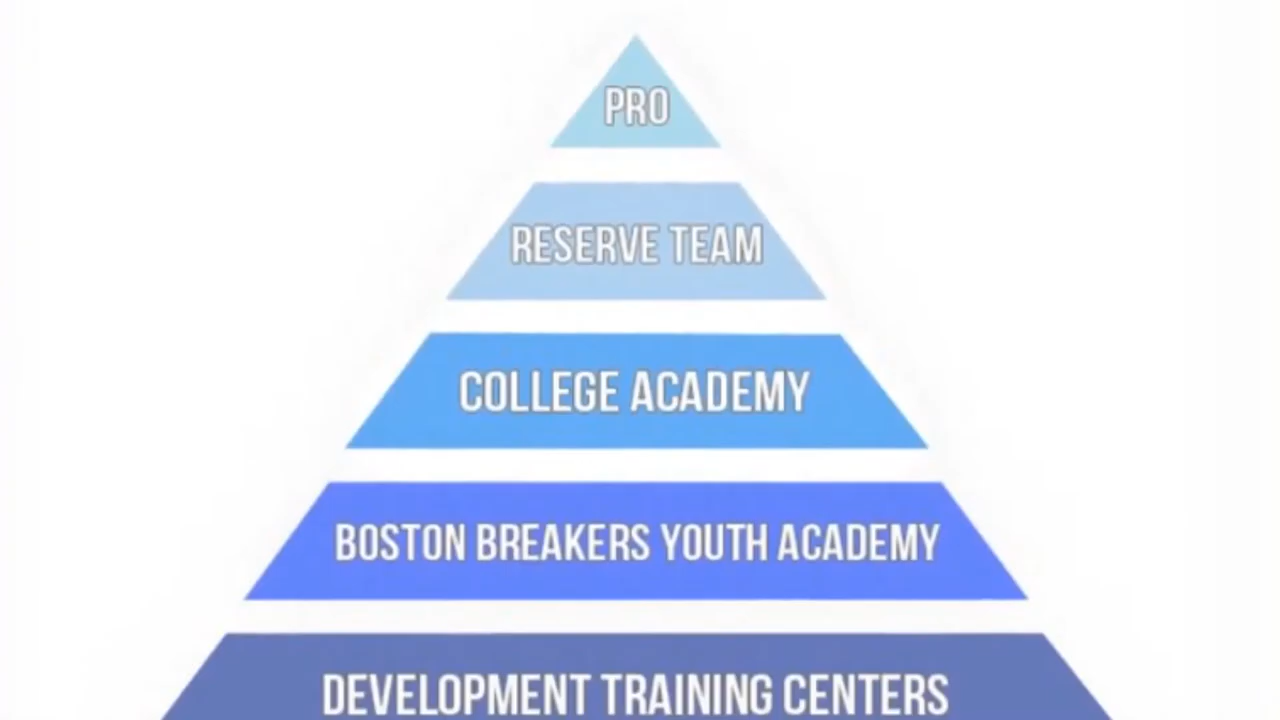 PRO
RESERVE TEAM
COLLEGE ACADEMY
BOSTON BREAKERS YOUTH ACADEMY
DEVELOPMENT TRAINING CENTERS